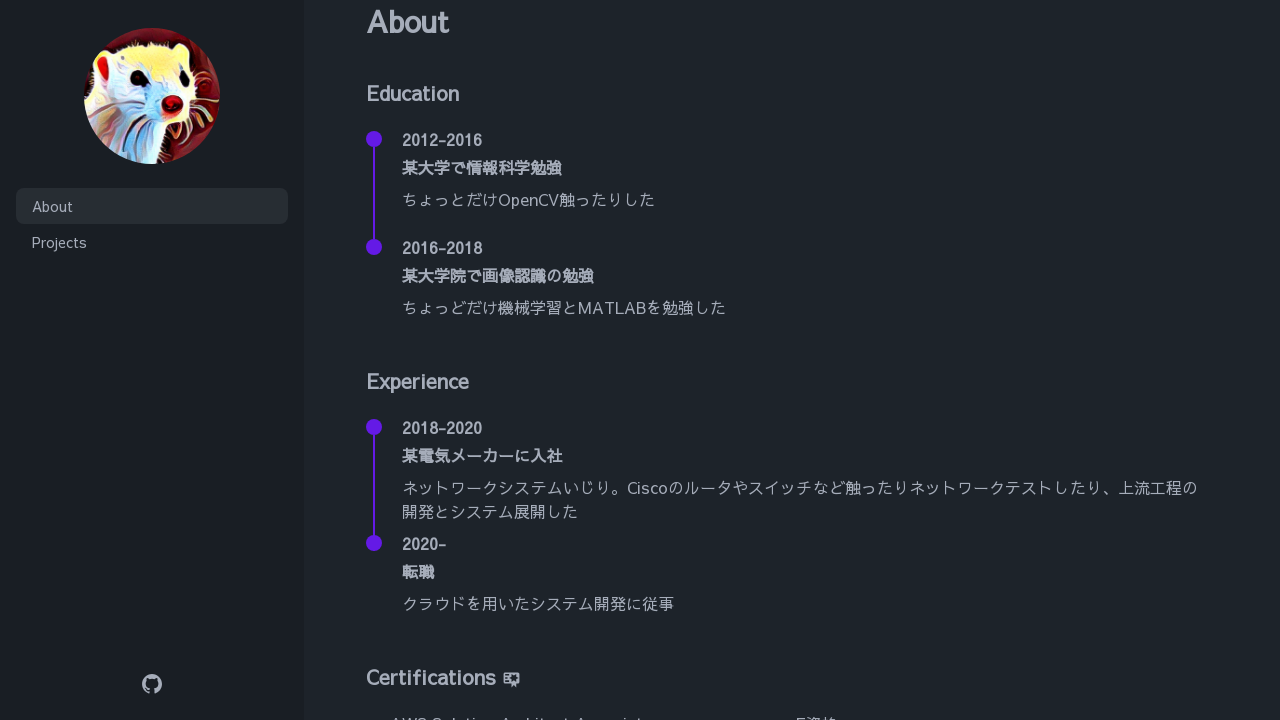 About
Projects
About
Education
2012-2016
某大学で情報科学勉強
ちょっとだけOpenCV触ったりした
2016-2018
某大学院で画像認識の勉強
ちょっどだけ機械学習とMATLABを勉強した
Experience
2018-2020
某電気メーカーに入社
ネットワークシステムいじり。Ciscoのルータやスイッチなど触ったりネットワークテストしたり、上流工程の
開発とシステム展開した
2020-
転職
クラウドを用いたシステム開発に従事
Certifications